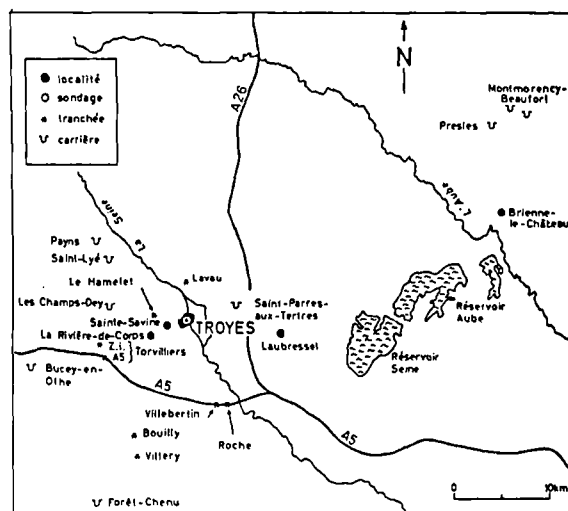 localité
sondage
tranchée
carrière
A26
N
Montmorency-
Beaufort
Presles
L'Aube
Brienne-
le-Château
La Seine
Payns
Saint-Lyé
Le Hamelet
Lavau
Les Champs-Dey
Saint-Parres-
aux-Tertres
Sainte-Savine
TROYES
La Rivière-de-Corps
Laubressel
Réservoir
Aube
Réservoir
Seine
Z.i.
A5
Torvilliers
Bucey-en-
Othe
A5
Villebertin
Roche
A5
Bouilly
Villery
Forêt-Chenu
0 10km